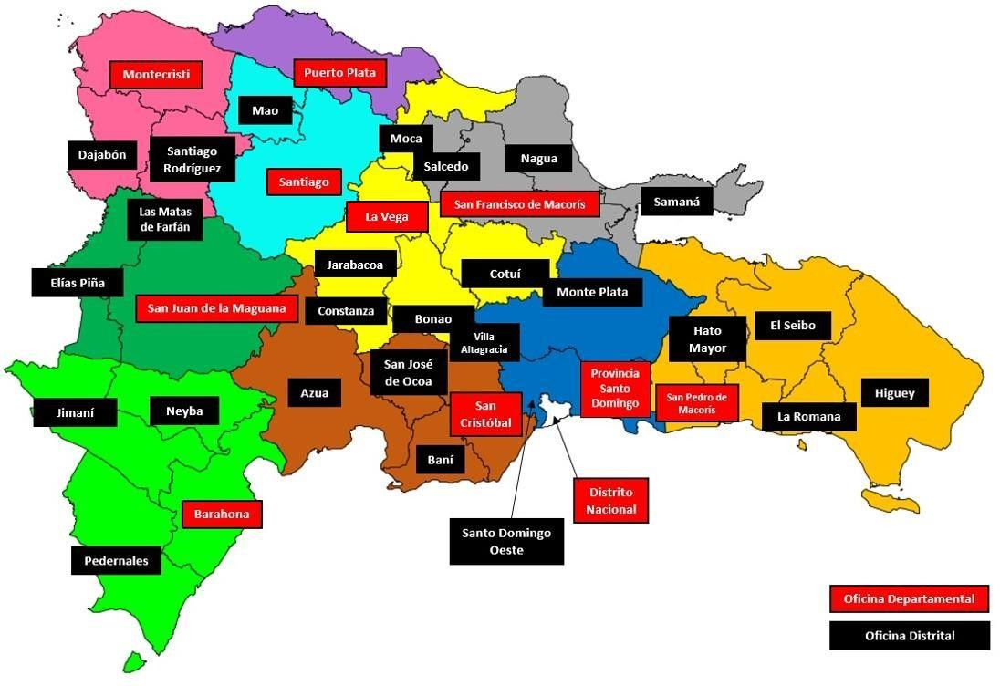 Montecristi
Puerto Plata
Mao
Moca
Dajabón
Santiago
Rodríguez
Salcedo
Nagua
Santiago
Samaná
San Francisco de Macorís
Las Matas
de Farfán
La Vega
Jarabacoa
Cotuí
Elías Piña
Monte Plata
San Juan de la Maguana
Constanza
Bonao
Villa
Altagracia
Hato
Mayor
El Seibo
San José
de Ocoa
Provincia
Santo
Domingo
Azua
San Pedro de
Macorís
Higuey
Jimaní
Neyba
San
Cristóbal
La Romana
Baní
Distrito
Nacional
Barahona
Santo Domingo
Oeste
Pedernales
Oficina Departamental
Oficina Distrital